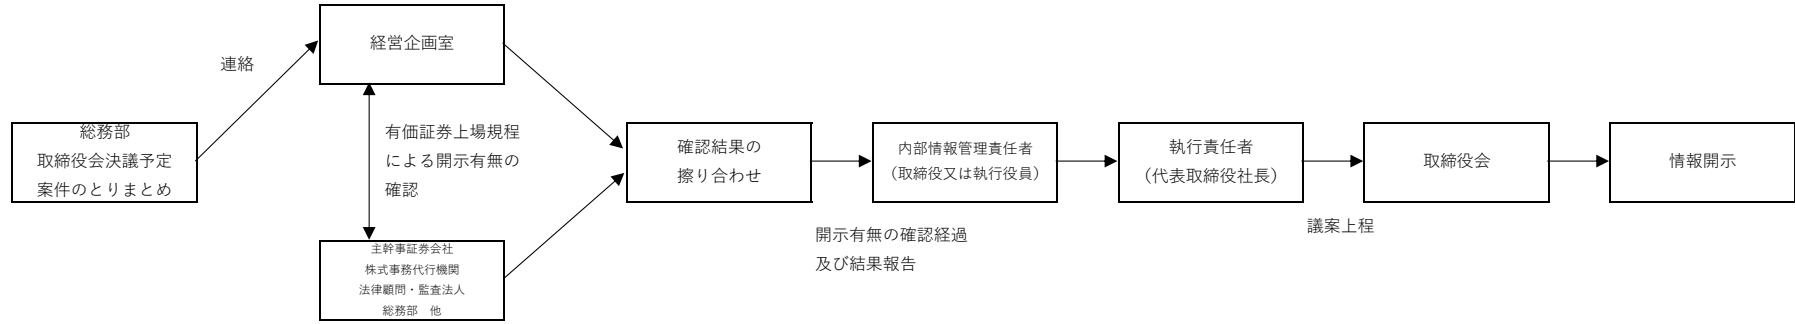 経営企画室
連絡
総務部
取締役会決議予定
案件のとりまとめ
有価証券上場規程
による開示有無の
確認
主幹事証券会社
株式事務代行機関
法律顧問・監査法人
総務部　他
確認結果の
擦り合わせ
開示有無の確認経過
及び結果報告
内部情報管理責任者
（取締役又は執行役員）
執行責任者
（代表取締役社長）
議案上程
取締役会
情報開示